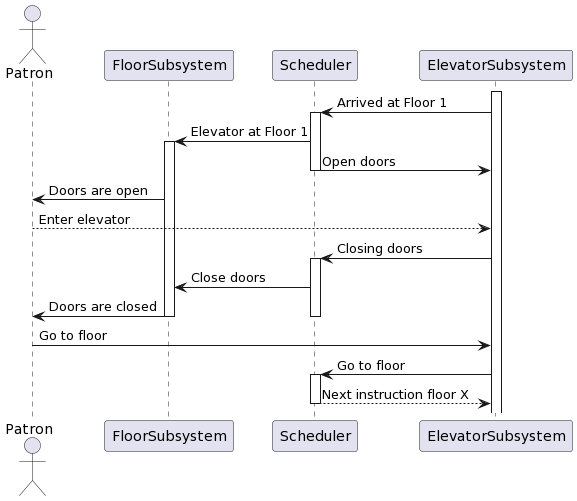 Patron
FloorSubsystem
Scheduler
ElevatorSubsystem
Arrived at Floor 1
Elevator at Floor 1
Open doors
Doors are open
Enter elevator
Closing doors
Close doors
Doors are closed
Go to floor
Go to floor
Next instruction floor X
Patron
FloorSubsystem
Scheduler
ElevatorSubsystem